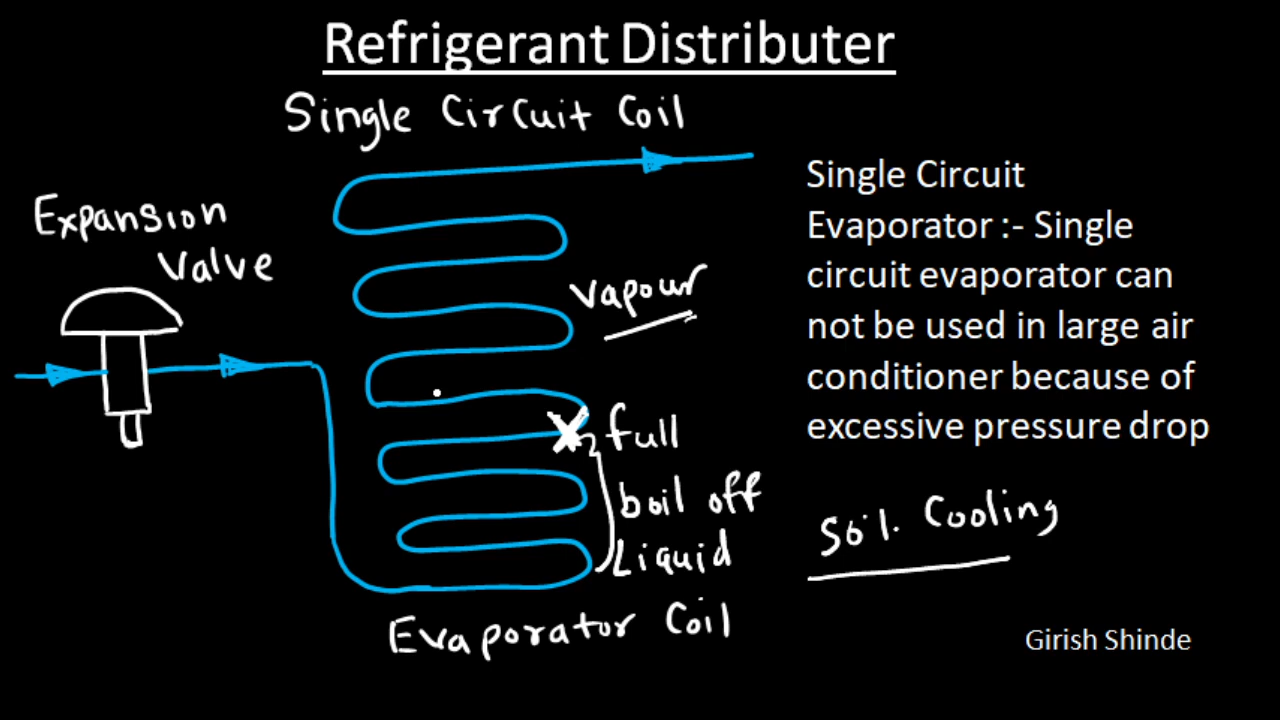 Refrigerant Distributer
Single Circuit Coil
Expansion
Valve
Vapour
full
boil off
Liquid
Evaporator Coil
Single Circuit
Evaporator :- Single
circuit evaporator can
not be used in large air
conditioner because of
excessive pressure drop
Soil. Cooling
Girish Shinde